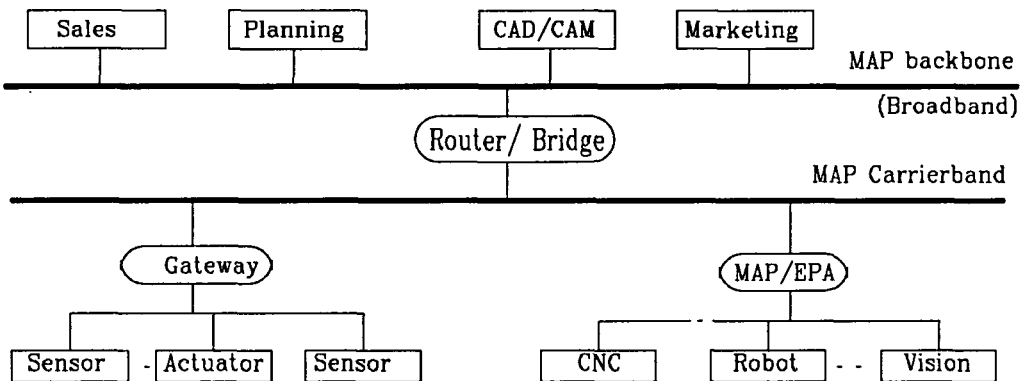 Sales
Planning
CAD/CAM
Marketing
MAP backbone
(Broadband)
Router/ Bridge
MAP Carrierband
Gateway
MAP/EPA
Sensor - Actuator Sensor
CNC
Robot - - Vision